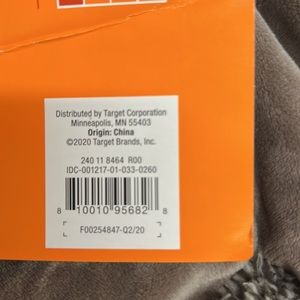 Distributed by Target Corporation
Minneapolis, MN 55403
Origin: China
©2020 Target Brands, Inc.
240 11 8464 R00
IDC-001217-01-033-0260
8 10010 95682 8
F00254847-Q2/20